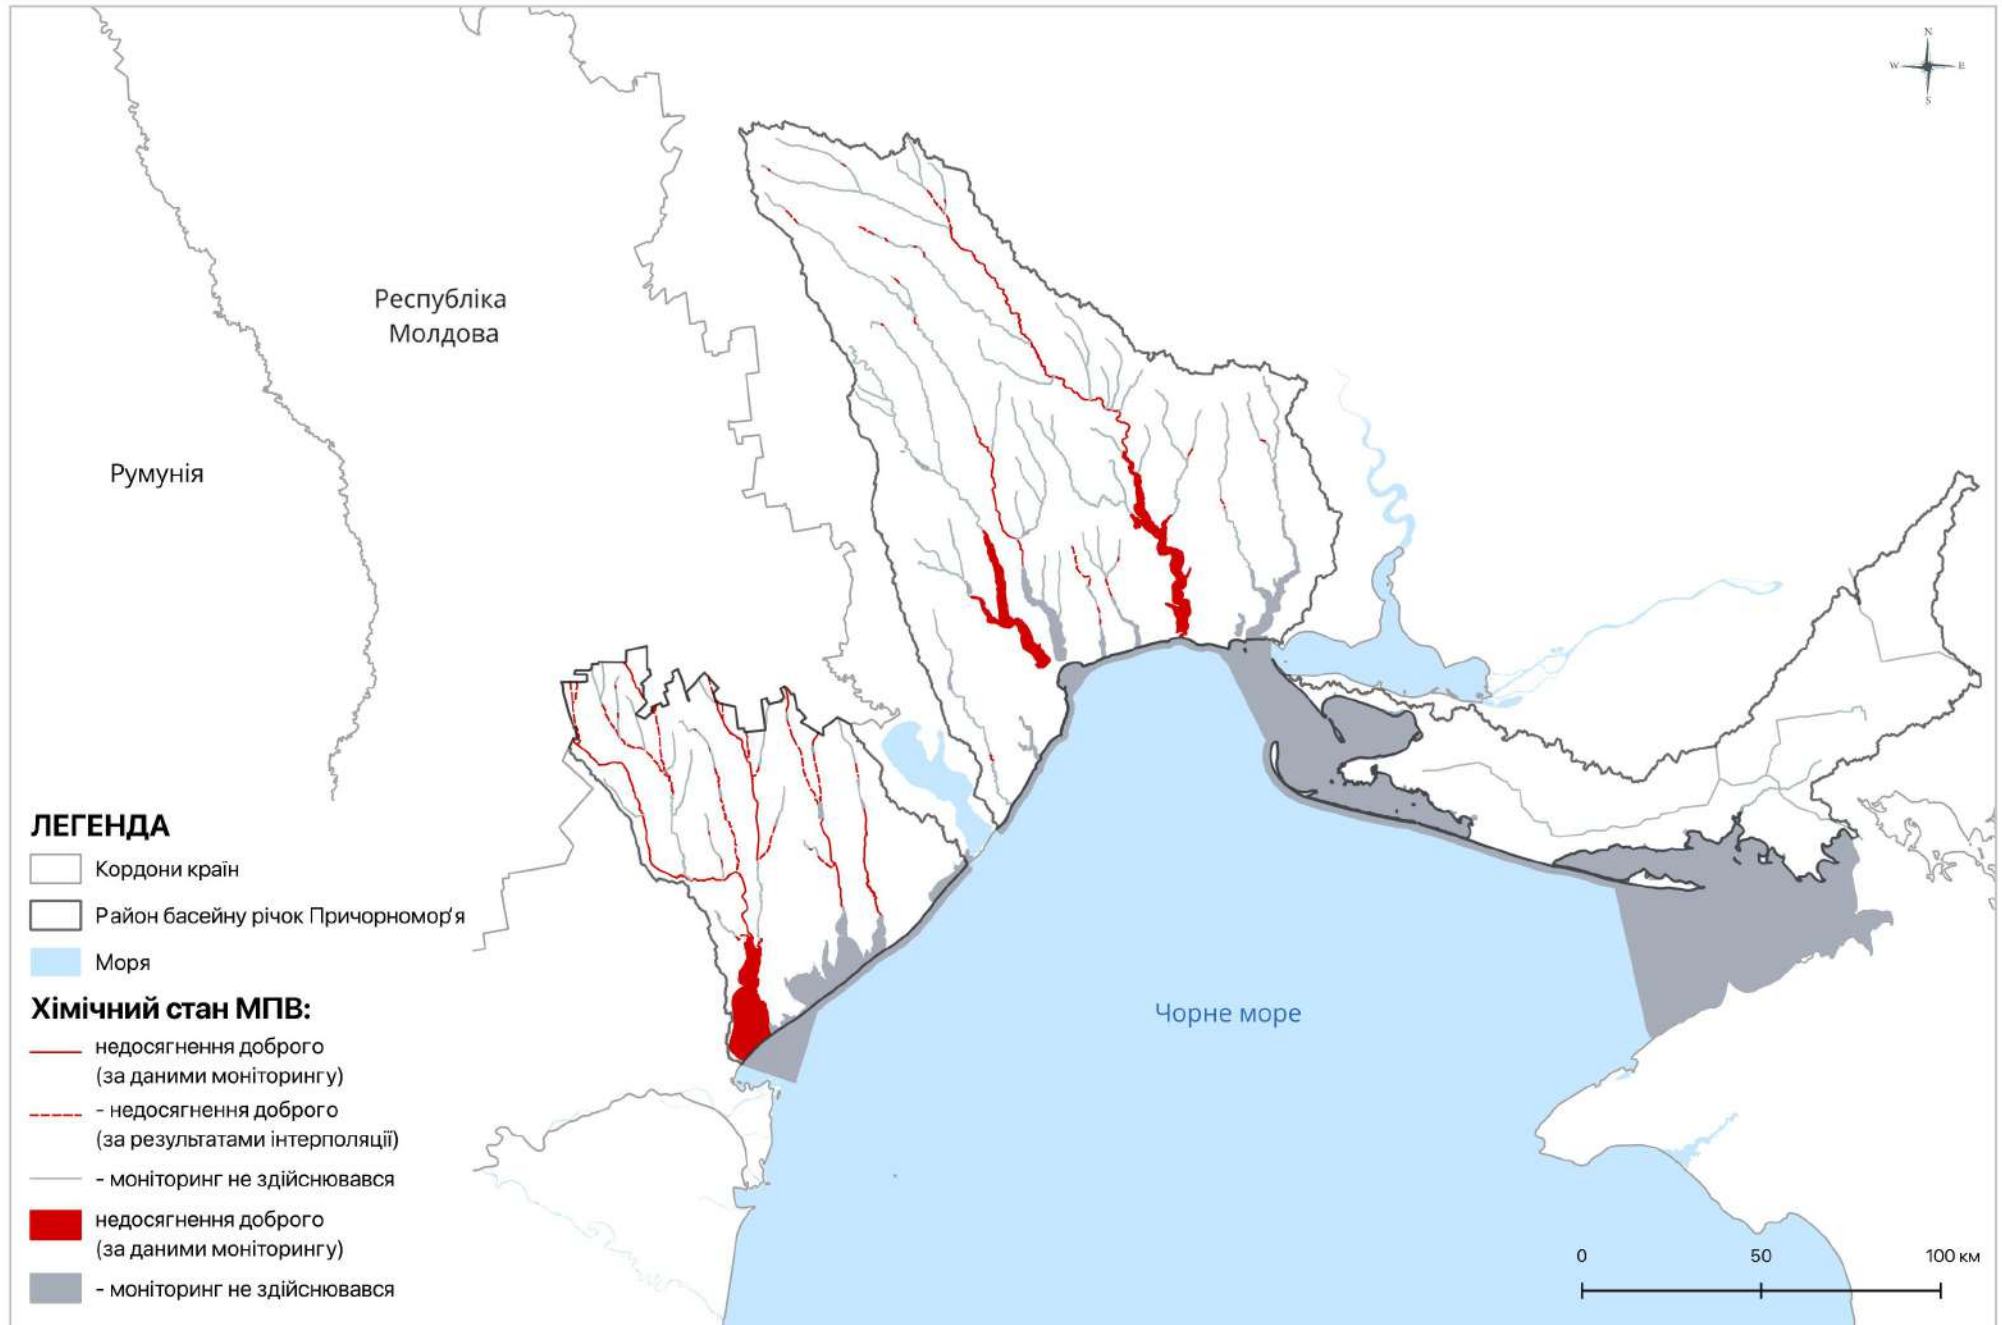 N
W E
S
Республіка
Молдова
Румунія
ЛЕГЕНДА
Кордони країн
Район басейну річок Причорномор'я
Моря
Хімічний стан МПВ:
недосягнення доброго
(за даними моніторингу)
- недосягнення доброго
(за результатами інтерполяції)
- моніторинг не здійснювався
недосягнення доброго
(за даними моніторингу)
- моніторинг не здійснювався
Чорне море
0 50 100 км